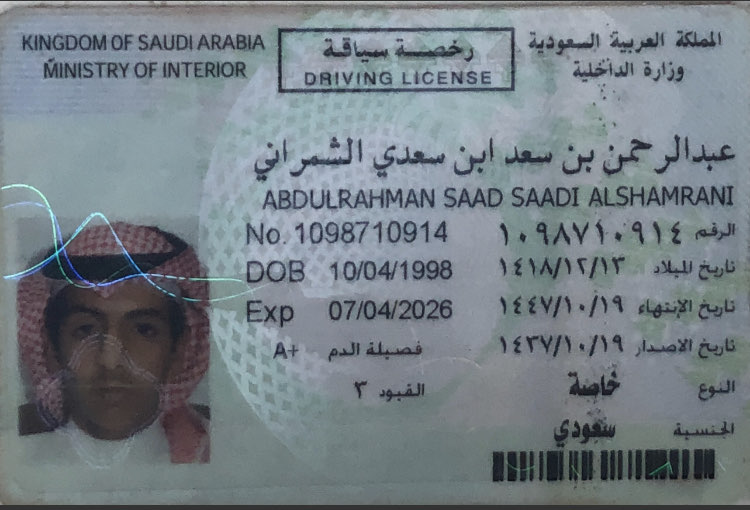 KINGDOM OF SAUDI ARABIA
MINISTRY OF INTERIOR
رخصة سياقة
DRIVING LICENSE
المملكة العربية السعودية
وزارة الداخلية
عبدالرحمن بن سعد ابن سعدي الشمراني
ABDULRAHMAN SAAD SAADI ALSHAMRANI
No. 1098710914 الرقم ١٠٩٨٧١٠٩١٤
DOB 10/04/1998 تاريخ الميلاد ١٤١٨/١٢/١٣
Exp 07/04/2026 تاريخ الإنتهاء ١٤٤٧/١٠/١٩
A+ فصيلة الدم تاريخ الاصدار ١٤٣٧/١٠/١٩
القيود ٣ النوع خاصة
الجنسية سعودي